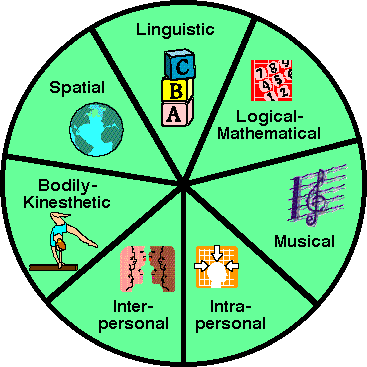 Linguistic
C
B
A
Logical-
Mathematical
Musical
Intra-
personal
Inter-
personal
Bodily-
Kinesthetic
Spatial